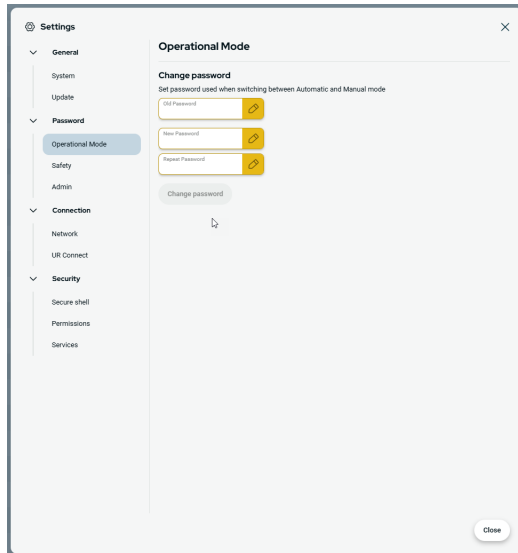 Settings
General
System
Update
Password
Operational Mode
Safety
Admin
Connection
Network
UR Connect
Security
Secure shell
Permissions
Services
Operational Mode
Change password
Set password used when switching between Automatic and Manual mode
Old Password
New Password
Repeat Password
Change password
Close